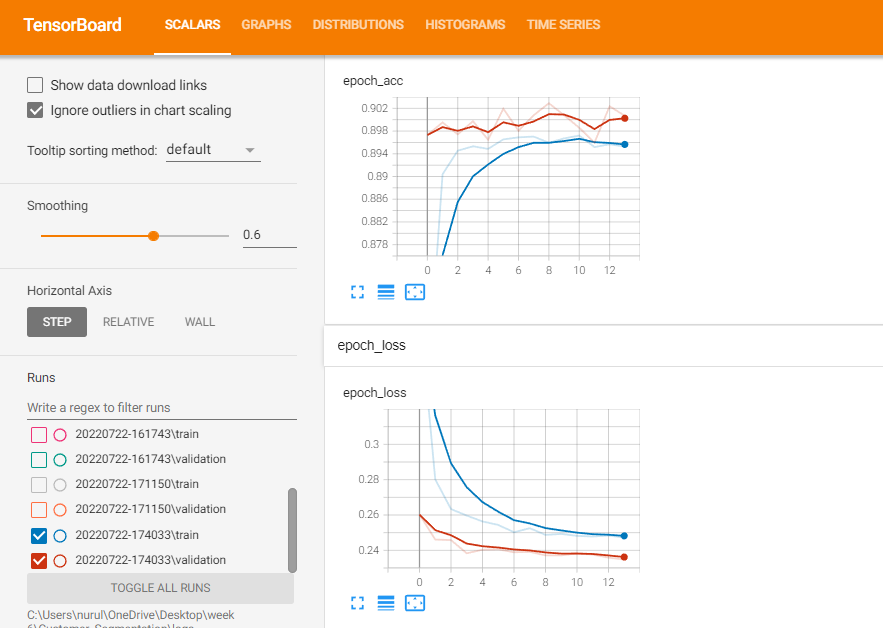 TensorBoard SCALARS GRAPHS DISTRIBUTIONS HISTOGRAMS TIME SERIES
Show data download links
Ignore outliers in chart scaling
Tooltip sorting method: default
Smoothing
0.6
Horizontal Axis
STEP RELATIVE WALL
Runs
Write a regex to filter runs
20220722-161743\train
20220722-161743\validation
20220722-171150\train
20220722-171150\validation
20220722-174033\train
20220722-174033\validation
TOGGLE ALL RUNS
C:\Users\nurul\OneDrive\Desktop\week
6\Customer_Segmentation\logs
epoch_acc
0.902
0.898
0.894
0.89
0.886
0.882
0.878
0 2 4 6 8 10 12
epoch_loss
epoch_loss
0.3
0.28
0.26
0.24
0 2 4 6 8 10 12